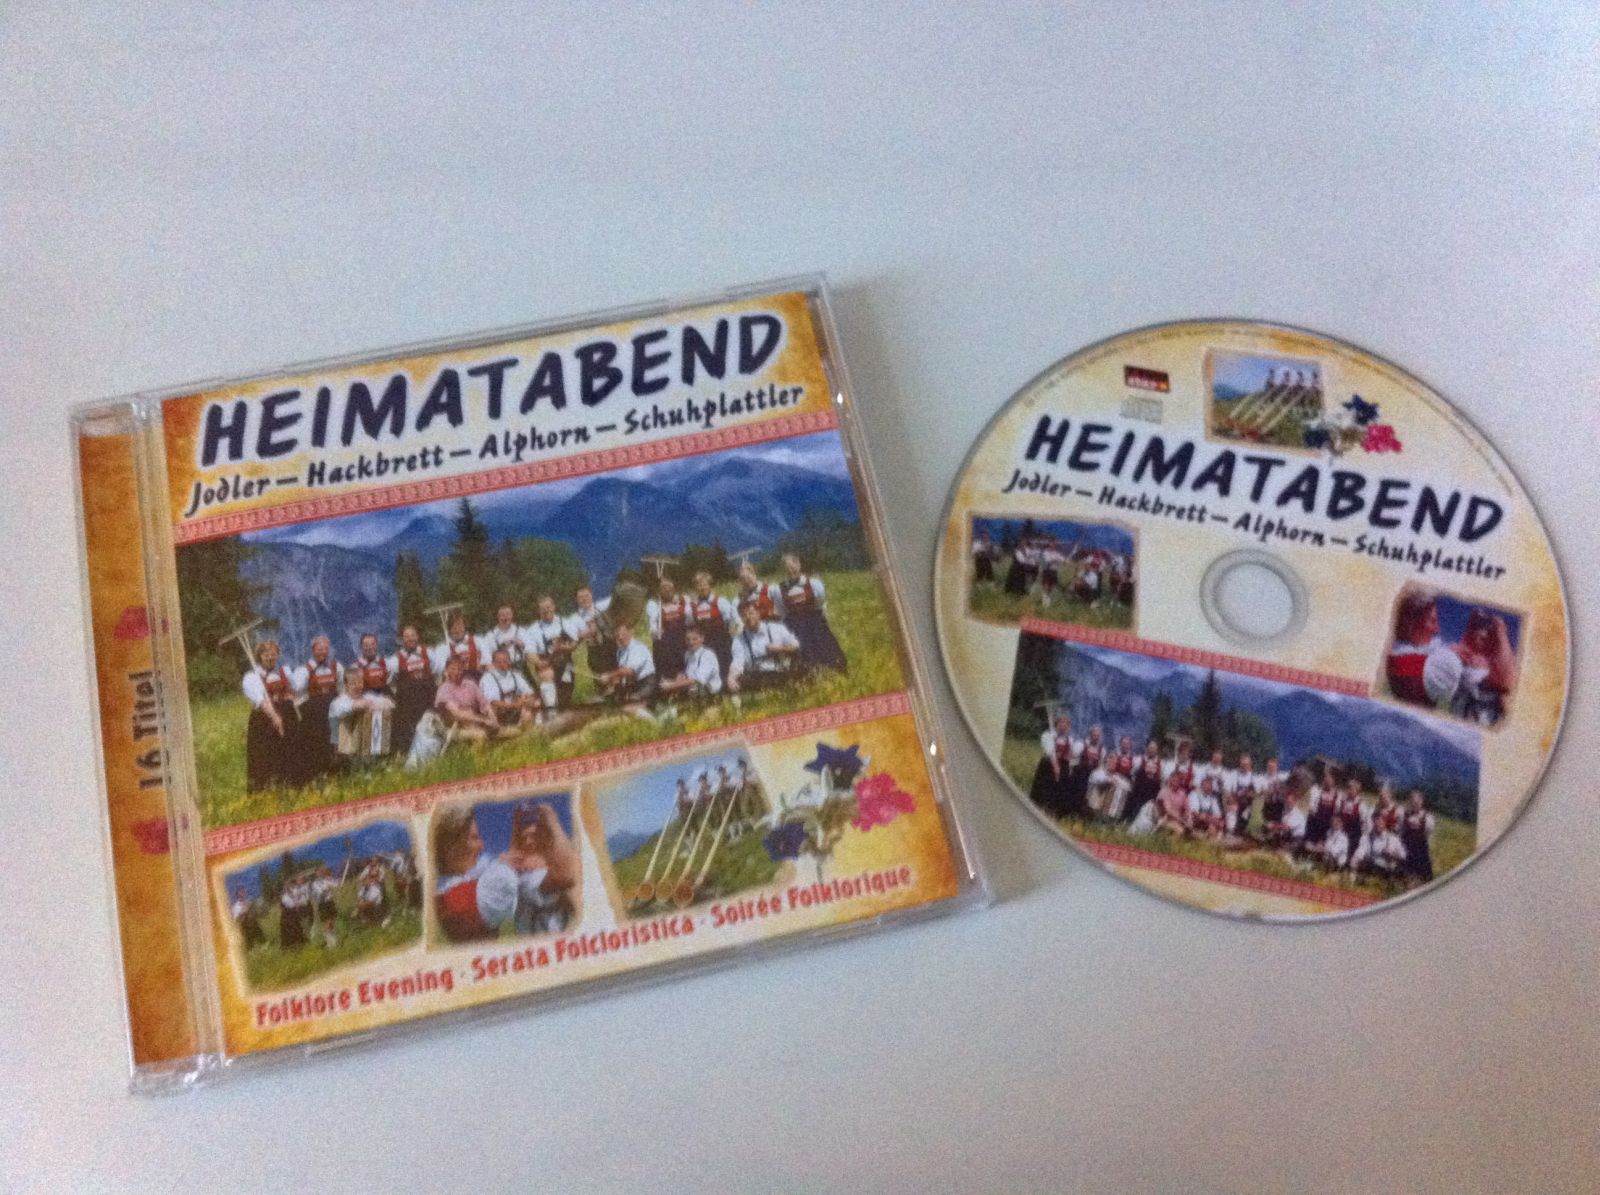 HEIMATABEND
Jodler – Hackbrett – Alphorn – Schuhplattler
16 Titel
Folklore Evening · Serata Folcloristica · Soirée Folklorique
HEIMATABEND
Jodler – Hackbrett – Alphorn – Schuhplattler